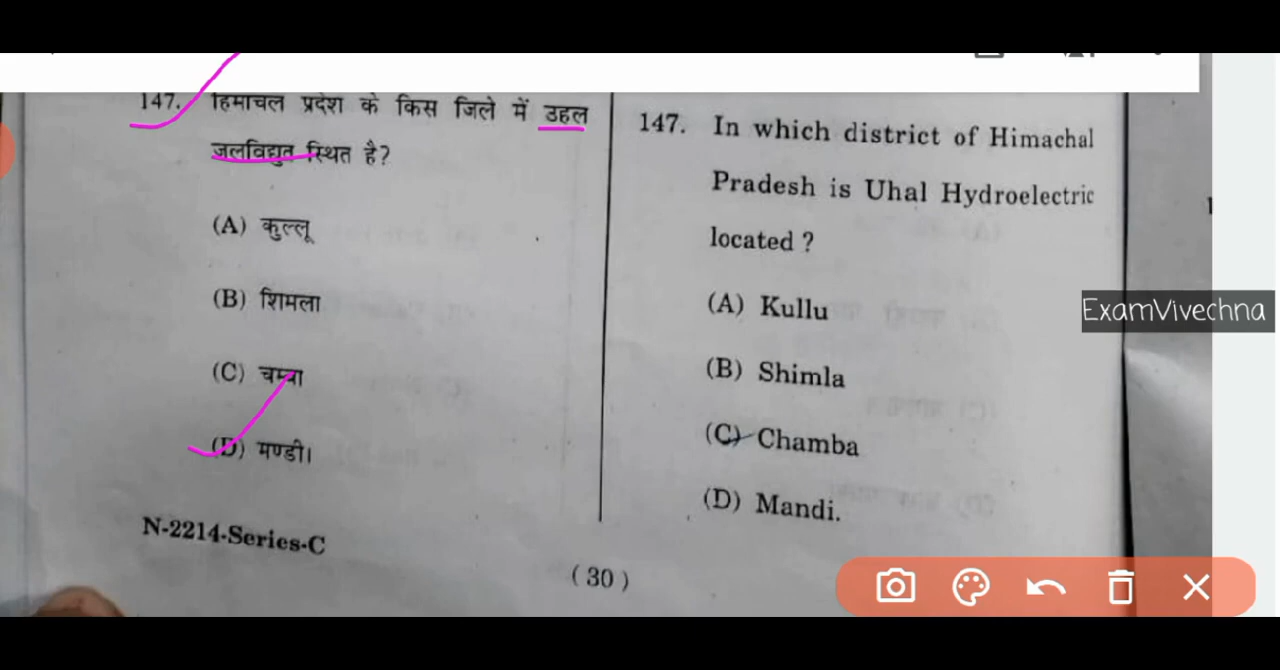 147. हिमाचल प्रदेश के किस जिले में उहल
जलविद्युत स्थित है?
(A) कुल्लू
(B) शिमला
(C) चम्बा
(D) मण्डी।
N-2214-Series-C
147. In which district of Himachal
Pradesh is Uhal Hydroelectric
located ?
(A) Kullu
(B) Shimla
(C) Chamba
(D) Mandi.
(30)
ExamVivechna